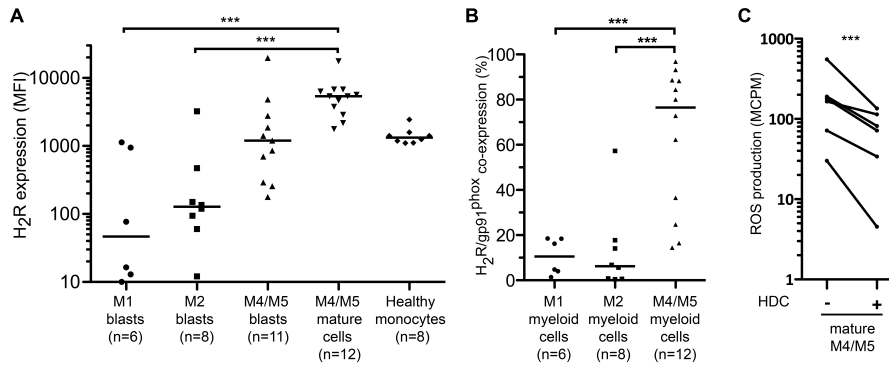 A
***
***
H2R expression (MFI)
10000
1000
100
10
M1
blasts
(n=6)
M2
blasts
(n=8)
M4/M5
blasts
(n=11)
M4/M5
mature
cells
(n=12)
Healthy
monocytes
(n=8)
B
***
***
H2R/gp91phox co-expression (%)
100
80
60
40
20
0
M1
myeloid
cells
(n=6)
M2
myeloid
cells
(n=8)
M4/M5
myeloid
cells
(n=12)
C
***
ROS production (MCPM)
1000
100
10
1
HDC - +
mature
M4/M5